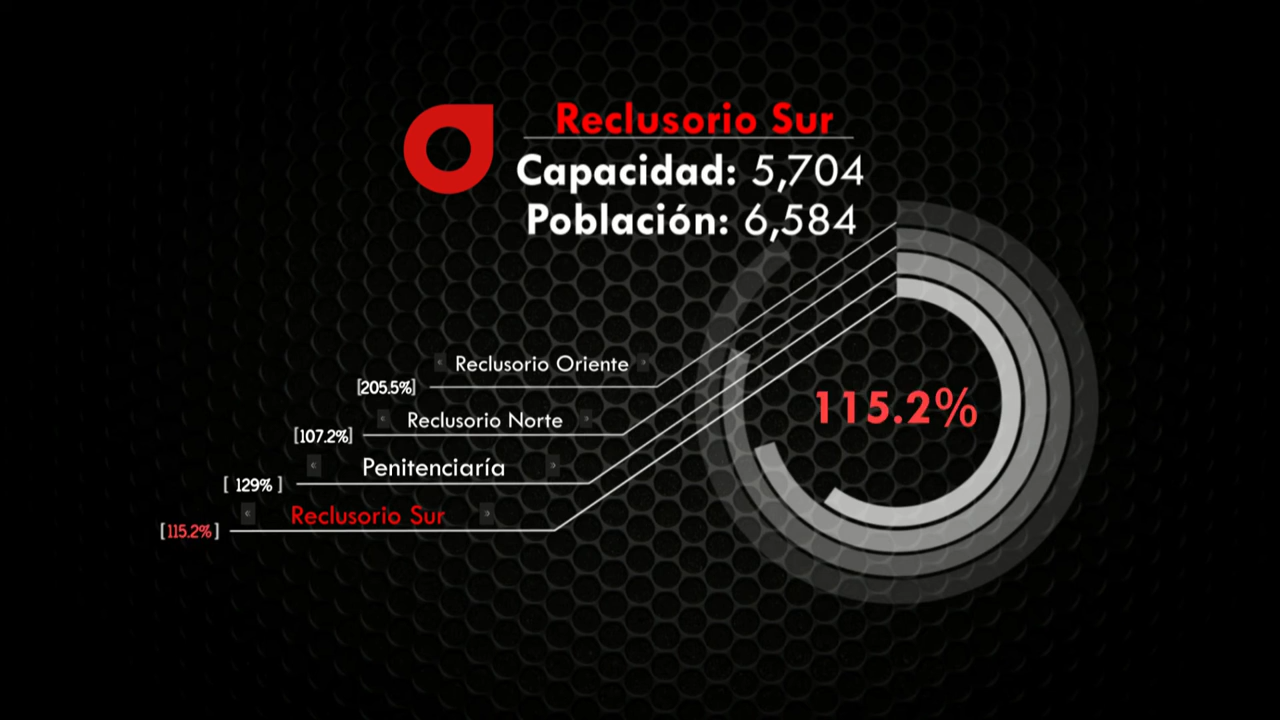 Reclusorio Sur
Capacidad: 5,704
Población: 6,584
Reclusorio Oriente
[205.5%]
Reclusorio Norte
[107.2%]
Penitenciaría
[ 129% ]
Reclusorio Sur
[115.2%]
115.2%